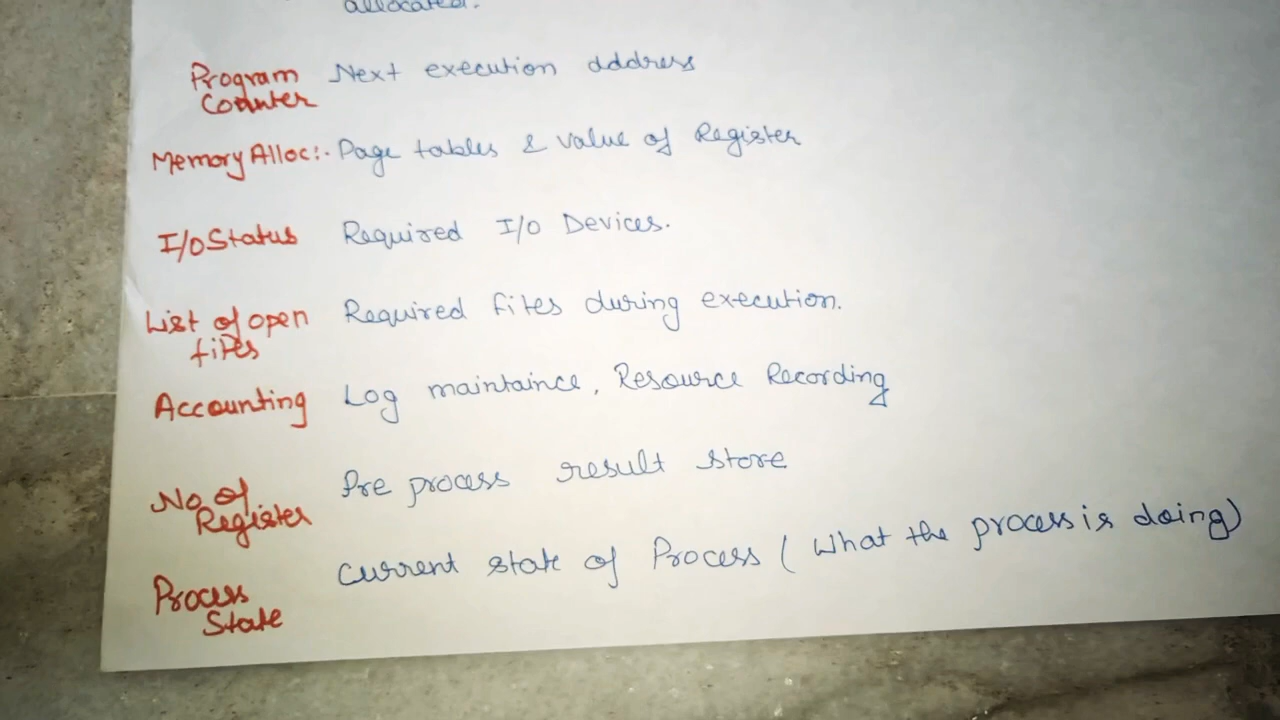 allocated.
Program Next execution address
Counter
Memory Alloc:- Page tables & value of Register
I/O Status Required I/O Devices.
List of open Required files during execution.
files
Accounting Log maintaince, Resource Recording
No of Pre process result store
Register
Process Current state of Process (What the process is doing)
State